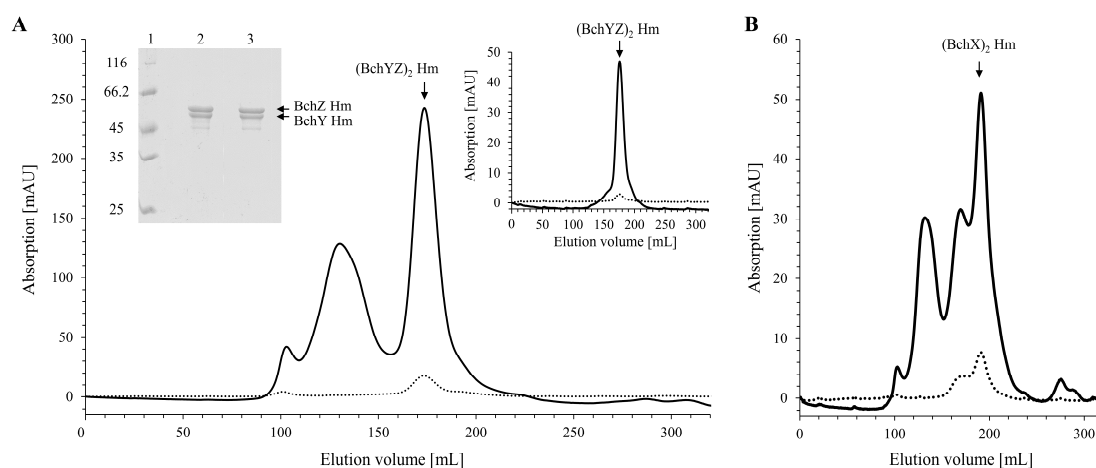 A
B
300
250
200
150
100
50
0
Absorption [mAU]
0
50
100
150
200
250
300
Elution volume [mL]
(BchYZ)₂ Hm
1 2 3
116
66.2
45
35
25
BchZ Hm
BchY Hm
(BchYZ)₂ Hm
50
40
30
20
10
0
Absorption [mAU]
0 50 100 150 200 250 300
Elution volume [mL]
60
50
40
30
20
10
0
Absorption [mAU]
(BchX)₂ Hm
0 100 200 300
Elution volume [mL]